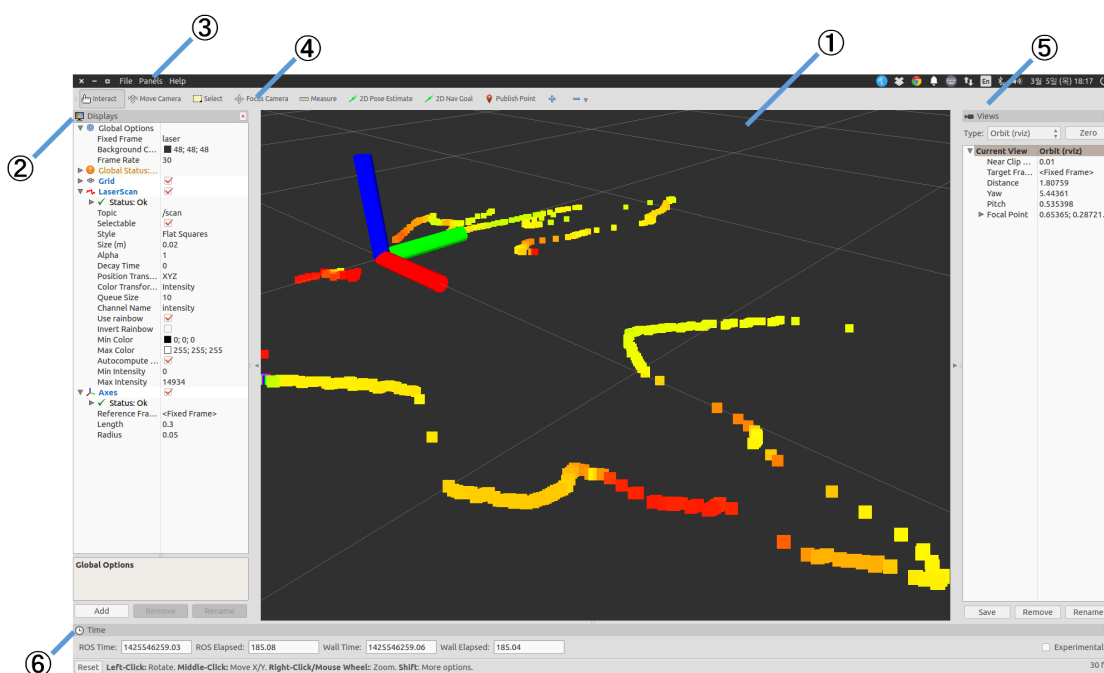 ③
④
①
⑤
File Panels Help
En
3월 5일 (목) 18:17
Interact Move Camera Select Focus Camera Measure 2D Pose Estimate 2D Nav Goal Publish Point
②
Displays
Global Options
Fixed Frame laser
Background C... 48; 48; 48
Frame Rate 30
Global Status:...
Grid
LaserScan
Status: Ok
Topic /scan
Selectable
Style Flat Squares
Size (m) 0.02
Alpha 1
Decay Time 0
Position Trans... XYZ
Color Transfor... Intensity
Queue Size 10
Channel Name intensity
Use rainbow
Invert Rainbow
Min Color 0; 0; 0
Max Color 255; 255; 255
Autocompute ...
Min Intensity 0
Max Intensity 14934
Axes
Status: Ok
Reference Fra... <Fixed Frame>
Length 0.3
Radius 0.05
Global Options
Add Remove Rename
Views
Type: Orbit (rviz) Zero
Current View Orbit (rviz)
Near Clip ... 0.01
Target Fra... <Fixed Frame>
Distance 1.80759
Yaw 5.44361
Pitch 0.535398
Focal Point 0.65365; 0.28721.
Save Remove Rename
⑥
Time
ROS Time: 1425546259.03 ROS Elapsed: 185.08 Wall Time: 1425546259.06 Wall Elapsed: 185.04 Experimental
Reset Left-Click: Rotate. Middle-Click: Move X/Y. Right-Click/Mouse Wheel: Zoom. Shift: More options. 30 f